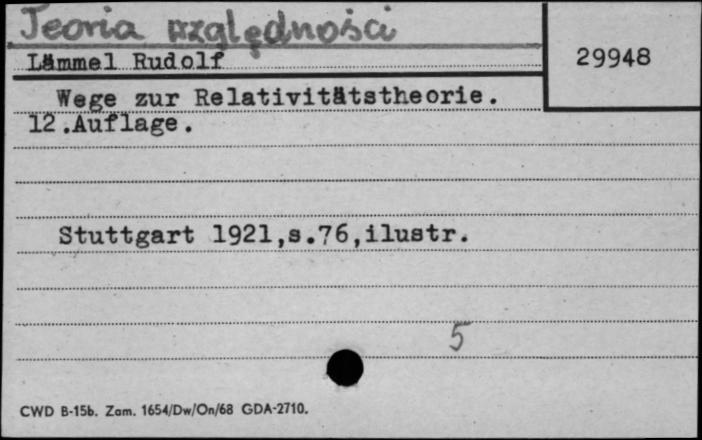 Teoria względności
Lämmel Rudolf
29948
Wege zur Relativitätstheorie.
12.Auflage.
Stuttgart 1921,s.76,ilustr.
5
CWD B-15b. Zam. 1654/Dw/On/68 GDA-2710.